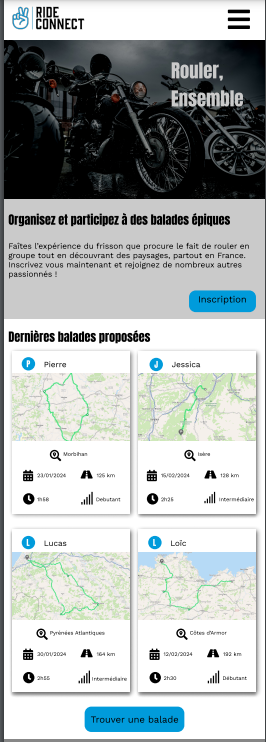 RIDE
CONNECT
Rouler,
Ensemble
Organisez et participez à des balades épiques
Faîtes l'expérience du frisson que procure le fait de rouler en
groupe tout en découvrant des paysages, partout en France.
Inscrivez vous maintenant et rejoignez de nombreux autres
passionnés !
Inscription
Dernières balades proposées
P Pierre
Morbihan
23/01/2024 125 km
1h58 Debutant
J Jessica
Isère
15/02/2024 128 km
2h25 Intermédiaire
L Lucas
Pyrénées Atlantiques
30/01/2024 164 km
2h55 Intermédiaire
L Loïc
Côtes d'Armor
12/02/2024 192 km
2h30 Débutant
Trouver une balade